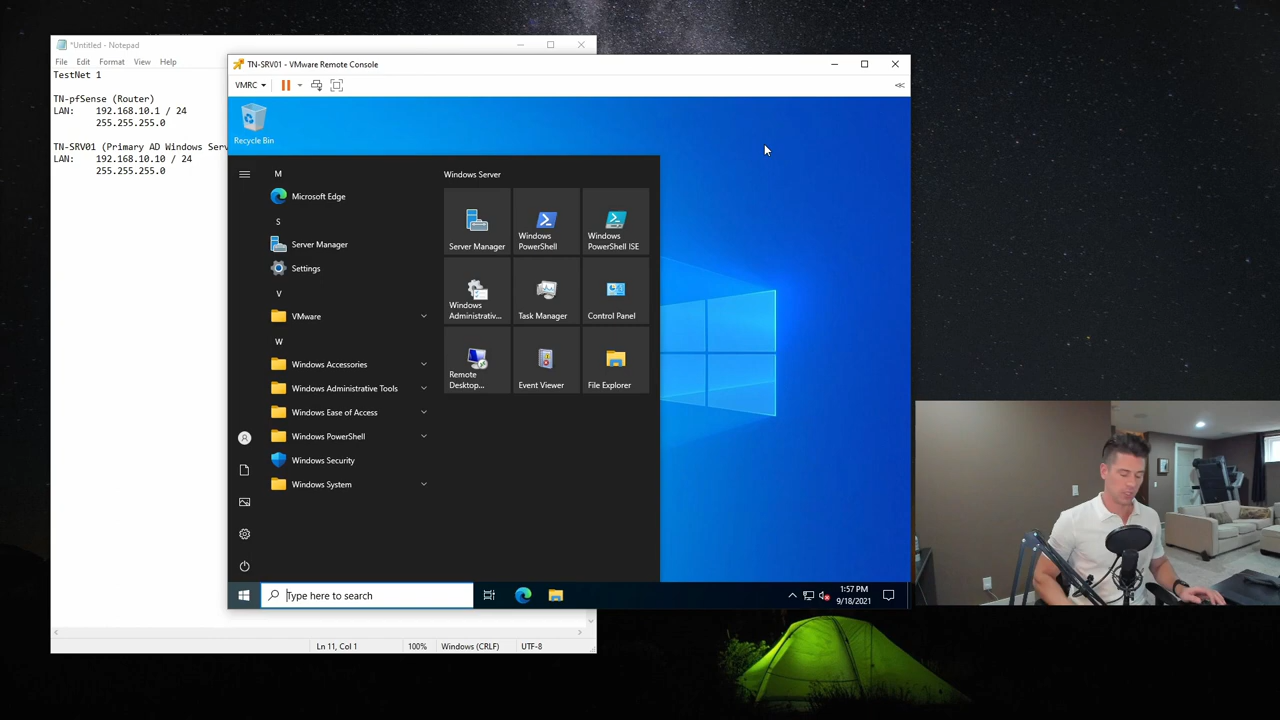 *Untitled - Notepad
File Edit Format View Help
TestNet 1
TN-pfSense (Router)
LAN: 192.168.10.1 / 24
255.255.255.0
TN-SRV01 (Primary AD Windows Serv
LAN: 192.168.10.10 / 24
255.255.255.0
Ln 11, Col 1 100% Windows (CRLF) UTF-8
TN-SRV01 - VMware Remote Console
VMRC
Recycle Bin
M
Microsoft Edge
S
Server Manager
Settings
V
VMware
W
Windows Accessories
Windows Administrative Tools
Windows Ease of Access
Windows PowerShell
Windows Security
Windows System
Windows Server
Server Manager
Windows
PowerShell
Windows
PowerShell ISE
Windows
Administrativ...
Task Manager
Control Panel
Remote
Desktop...
Event Viewer
File Explorer
Type here to search
1:57 PM
9/18/2021